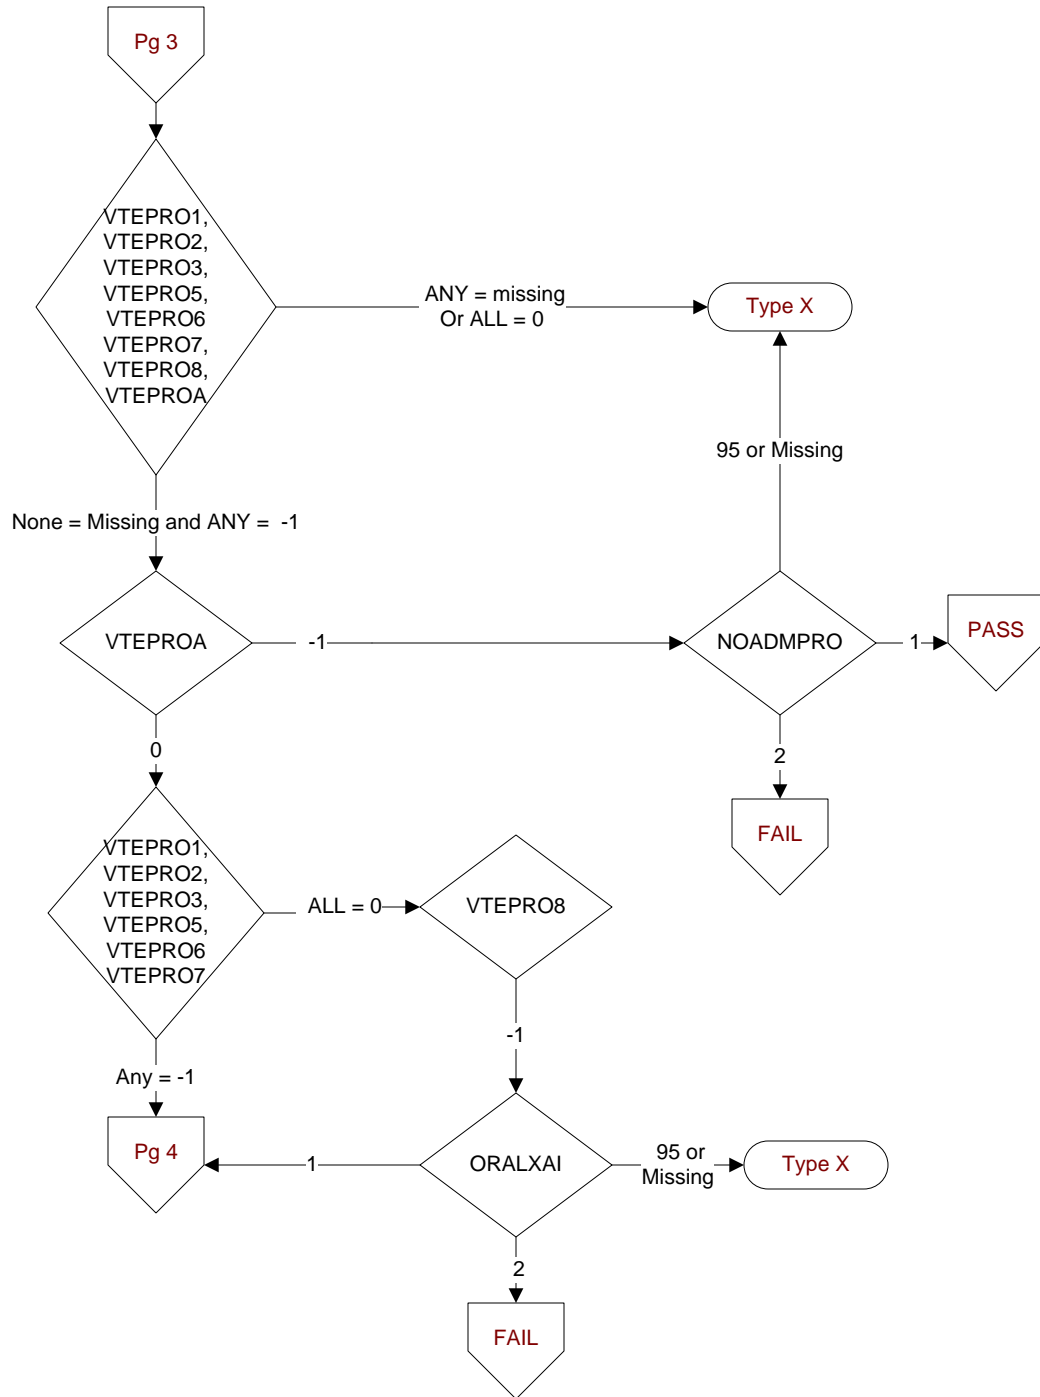 Pg 3
VTEPRO1,
VTEPRO2,
VTEPRO3,
VTEPRO5,
VTEPRO6
VTEPRO7,
VTEPRO8,
VTEPROA
ANY = missing
Or ALL = 0
Type X
95 or Missing
None = Missing and ANY = -1
VTEPROA
-1
NOADMPRO
1
PASS
0
2
FAIL
VTEPRO1,
VTEPRO2,
VTEPRO3,
VTEPRO5,
VTEPRO6
VTEPRO7
ALL = 0
VTEPRO8
-1
Any = -1
Pg 4
1
ORALXAI
95 or
Missing
Type X
2
FAIL